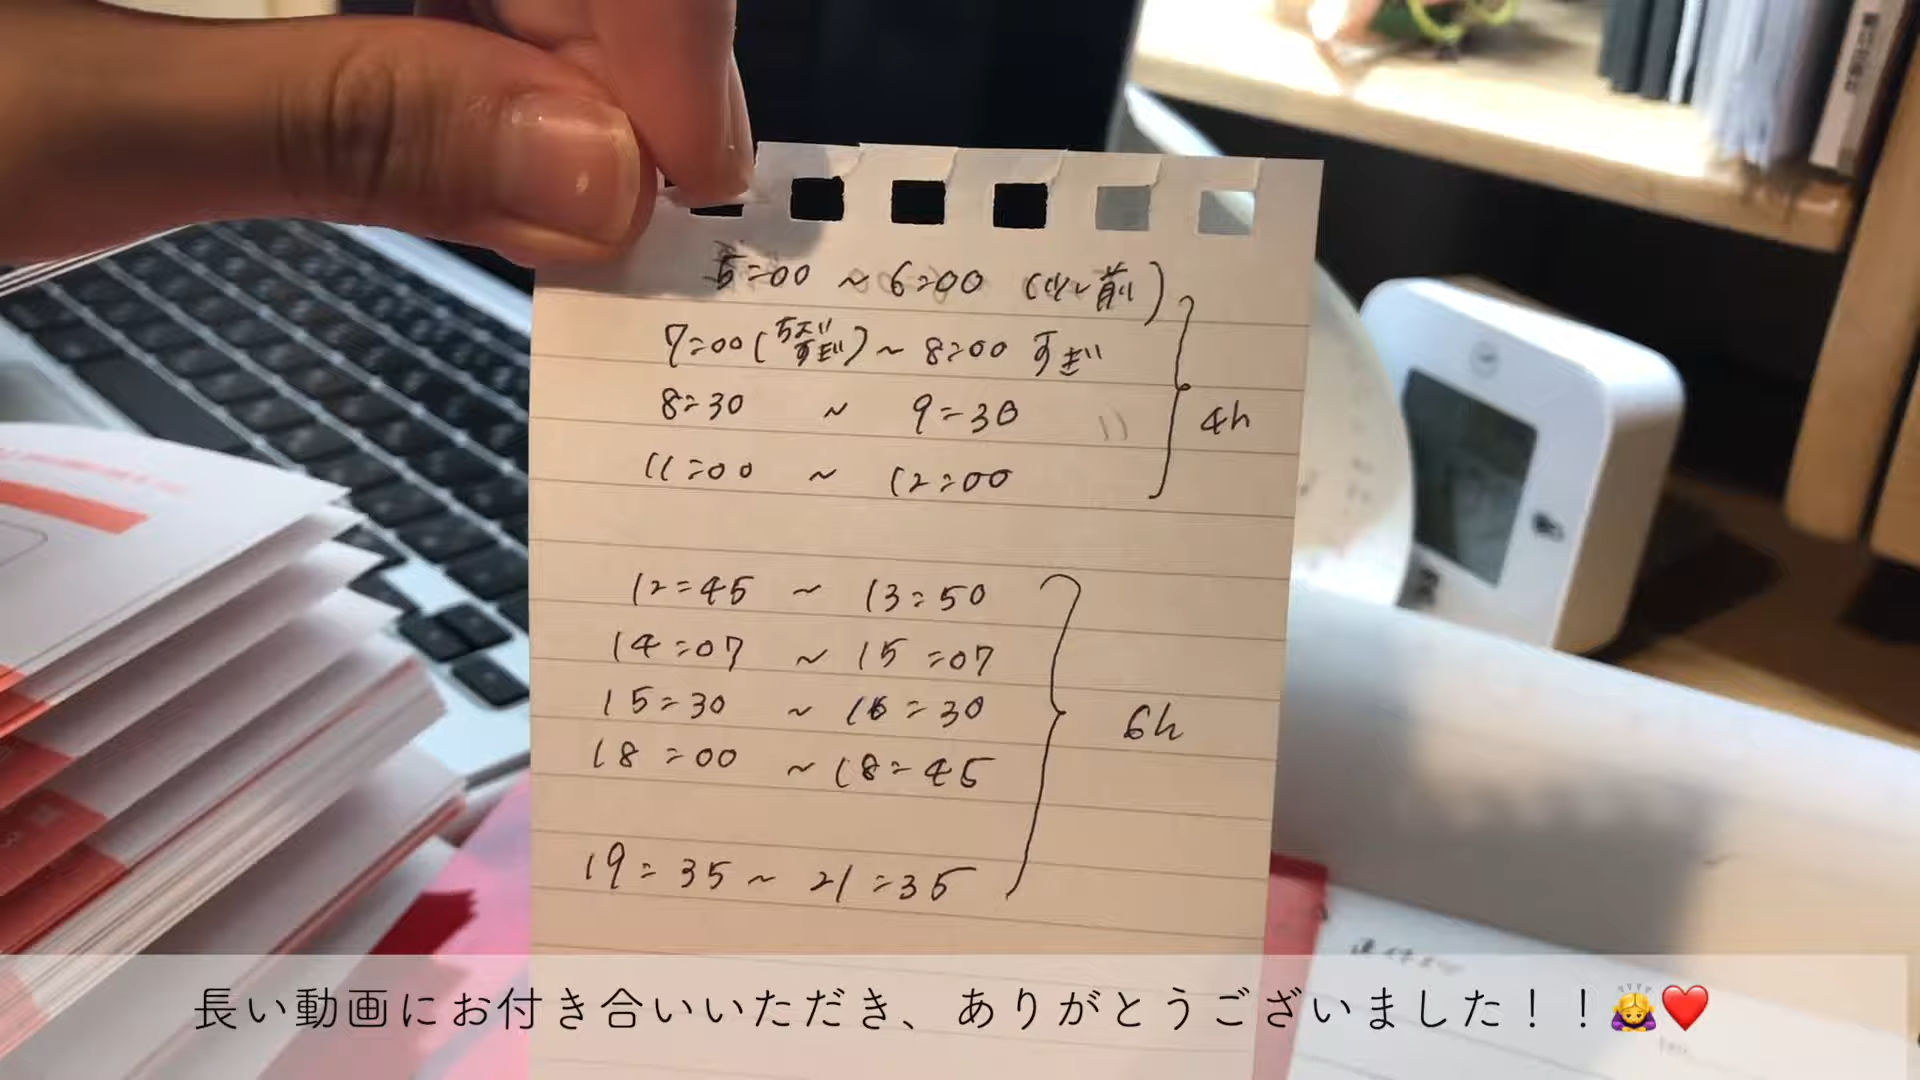 5:00 ~ 6:00 (少し前)
7:00 (ちょいすぎ) ~ 8:00 すぎ
8:30 ~ 9:30 〃
11:00 ~ 12:00
4h
12:45 ~ 13:50
14:07 ~ 15:07
15:30 ~ 16:30
18:00 ~ 18:45
19:35 ~ 21:35
6h
長い動画にお付き合いいただき、ありがとうございました！！🙇‍♀️❤️